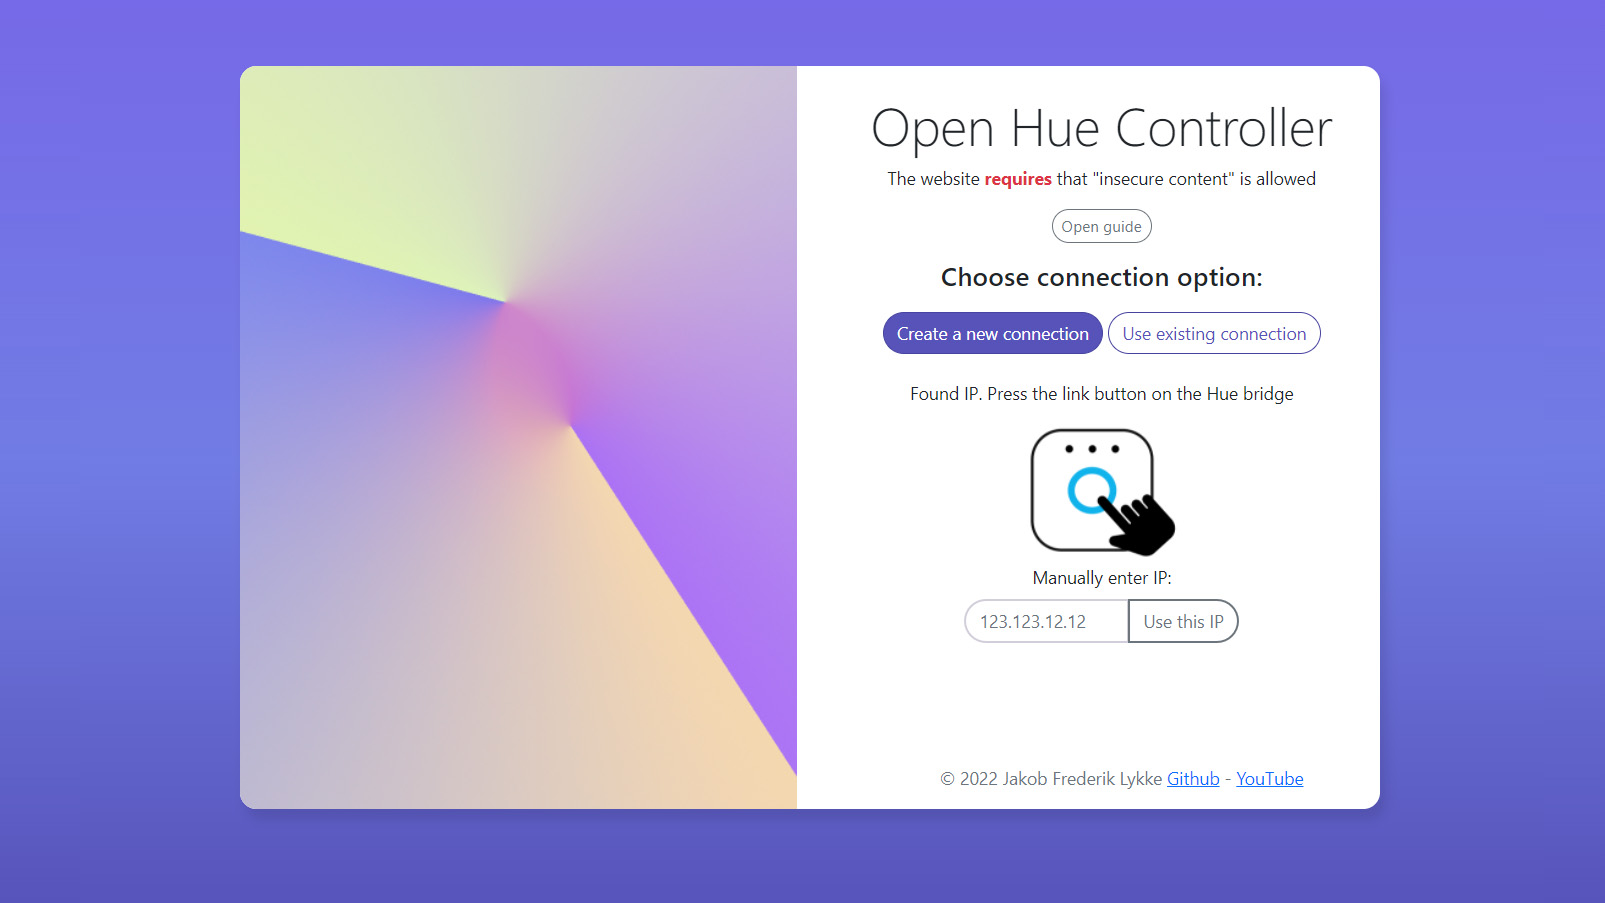 Open Hue Controller
The website requires that "insecure content" is allowed
Open guide
Choose connection option:
Create a new connection
Use existing connection
Found IP. Press the link button on the Hue bridge
Manually enter IP:
123.123.12.12
Use this IP
© 2022 Jakob Frederik Lykke Github - YouTube